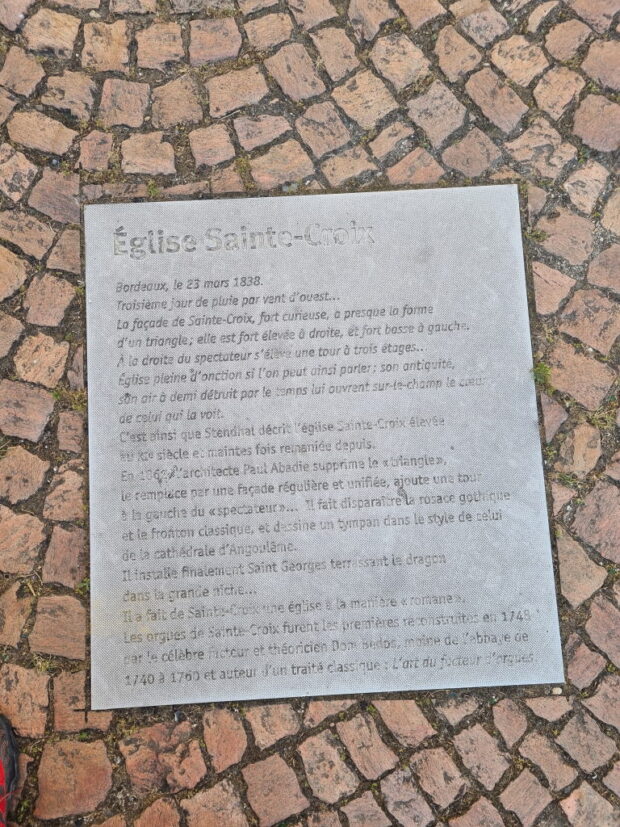 Église Sainte-Croix
Bordeaux, le 23 mars 1838.
Troisième jour de pluie par vent d'ouest...
La façade de Sainte-Croix, fort curieuse, a presque la forme
d'un triangle; elle est fort élevée à droite, et fort basse à gauche.
À la droite du spectateur s'élève une tour à trois étages...
Église pleine d'onction si l'on peut ainsi parler; son antiquité,
son air à demi détruit par le temps lui ouvrent sur-le-champ le cœur
de celui qui la voit.
C'est ainsi que Stendhal décrit l'église Sainte-Croix élevée
au XIe siècle et maintes fois remaniée depuis.
En l'architecte Paul Abadie supprime le «triangle»,
le remplace par une façade régulière et unifiée, ajoute une tour
à la gauche du «spectateur»... Il fait disparaître la rosace gothique
et le fronton classique, et dessine un tympan dans le style de celui
de la cathédrale d'Angoulême.
Il installe finalement Saint Georges terrassant le dragon
dans la grande niche...
Il a fait de Sainte-Croix une église à la manière «romane».
Les orgues de Sainte-Croix furent les premières reconstruites en 1748
par le célèbre facteur et théoricien Dom Bedos, moine de l'abbaye de
1740 à 1760 et auteur d'un traité classique : L'art du facteur d'orgues.